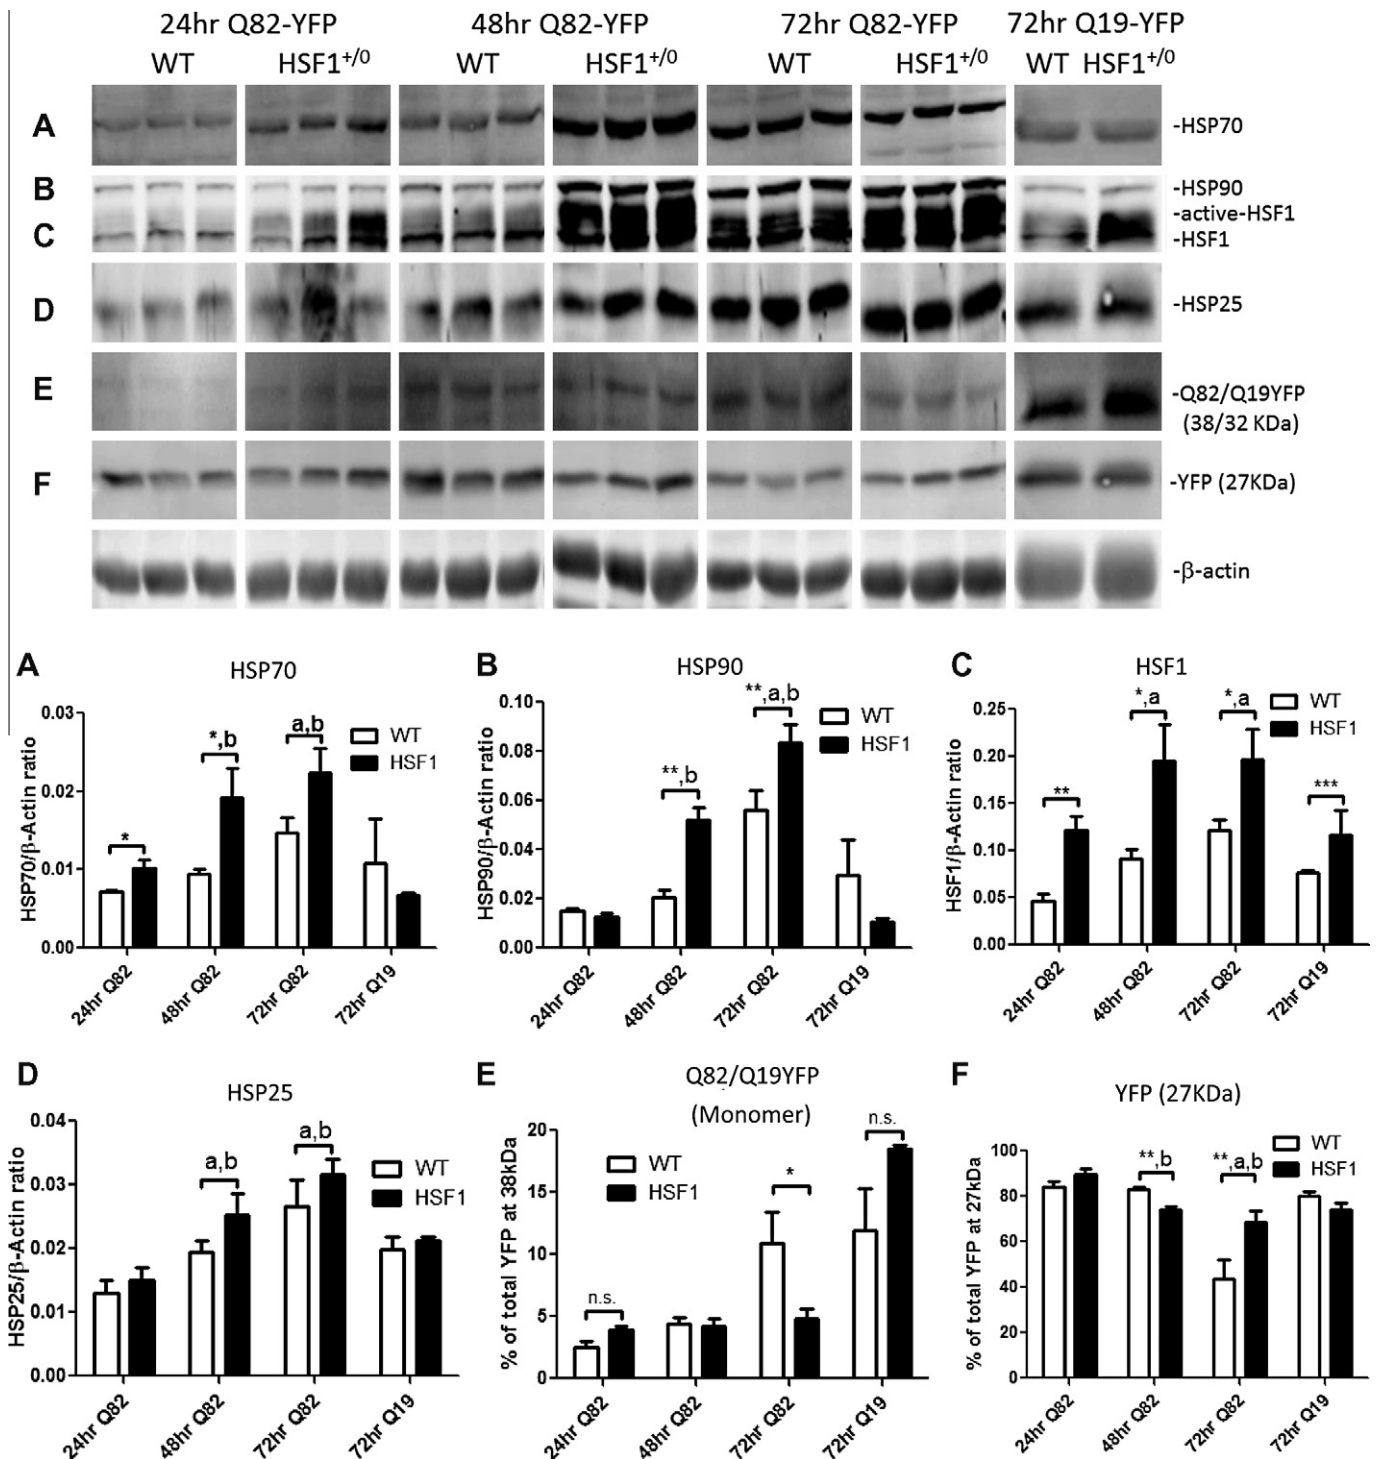 24hr Q82-YFP 48hr Q82-YFP 72hr Q82-YFP 72hr Q19-YFP
WT HSF1+/0 WT HSF1+/0 WT HSF1+/0 WT HSF1+/0
A -HSP70
B -HSP90
-active-HSF1
C -HSF1
D -HSP25
E -Q82/Q19YFP
(38/32 KDa)
F -YFP (27KDa)
-β-actin
A
HSP70
HSP70/β-Actin ratio
0.03
0.02
0.01
0.00
*
*,b
a,b
WT
HSF1
24hr Q82
48hr Q82
72hr Q82
72hr Q19
B
HSP90
HSP90/β-Actin ratio
0.10
0.08
0.06
0.04
0.02
0.00
**,b
**,a,b
WT
HSF1
24hr Q82
48hr Q82
72hr Q82
72hr Q19
C
HSF1
HSF1/β-Actin ratio
0.25
0.20
0.15
0.10
0.05
0.00
**
*,a
*,a
***
WT
HSF1
24hr Q82
48hr Q82
72hr Q82
72hr Q19
D
HSP25
HSP25/β-Actin ratio
0.04
0.03
0.02
0.01
0.00
a,b
a,b
WT
HSF1
24hr Q82
48hr Q82
72hr Q82
72hr Q19
E
Q82/Q19YFP
(Monomer)
% of total YFP at 38kDa
20
15
10
5
0
n.s.
*
n.s.
WT
HSF1
24hr Q82
48hr Q82
72hr Q82
72hr Q19
F
YFP (27KDa)
% of total YFP at 27kDa
100
80
60
40
20
0
**,b
**,a,b
WT
HSF1
24hr Q82
48hr Q82
72hr Q82
72hr Q19